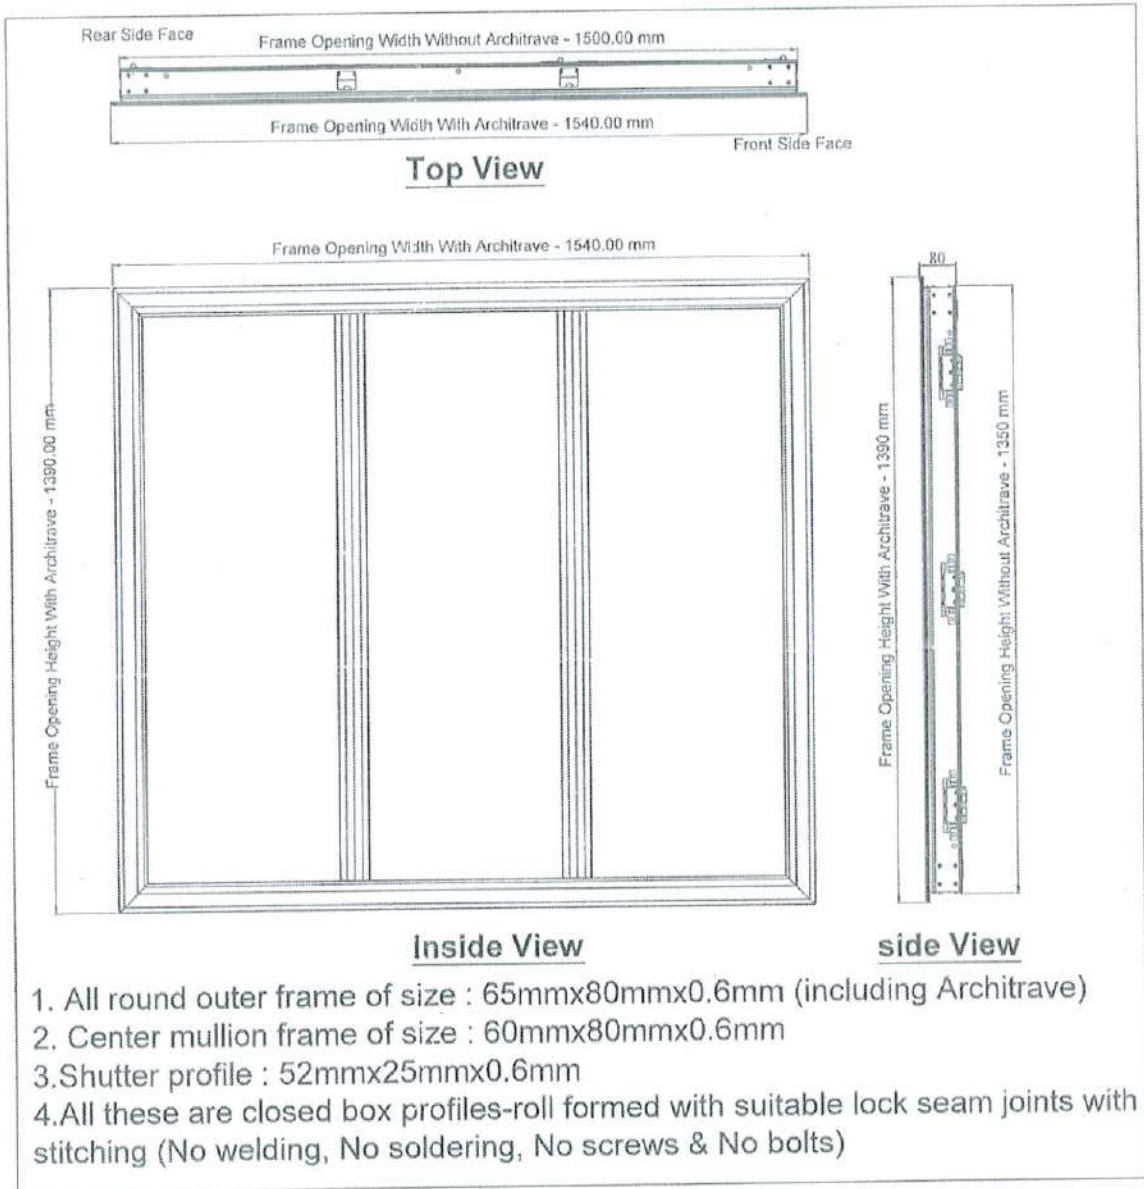 Rear Side Face
Frame Opening Width Without Architrave - 1500.00 mm
Frame Opening Width With Architrave - 1540.00 mm
Front Side Face
Top View
Frame Opening Width With Architrave - 1540.00 mm
80
Frame Opening Height With Architrave - 1390.00 mm
Frame Opening Height With Architrave - 1390 mm
Frame Opening Height Without Architrave - 1350 mm
Inside View
side View
1. All round outer frame of size : 65mmx80mmx0.6mm (including Architrave)
2. Center mullion frame of size : 60mmx80mmx0.6mm
3.Shutter profile : 52mmx25mmx0.6mm
4.All these are closed box profiles-roll formed with suitable lock seam joints with
stitching (No welding, No soldering, No screws & No bolts)